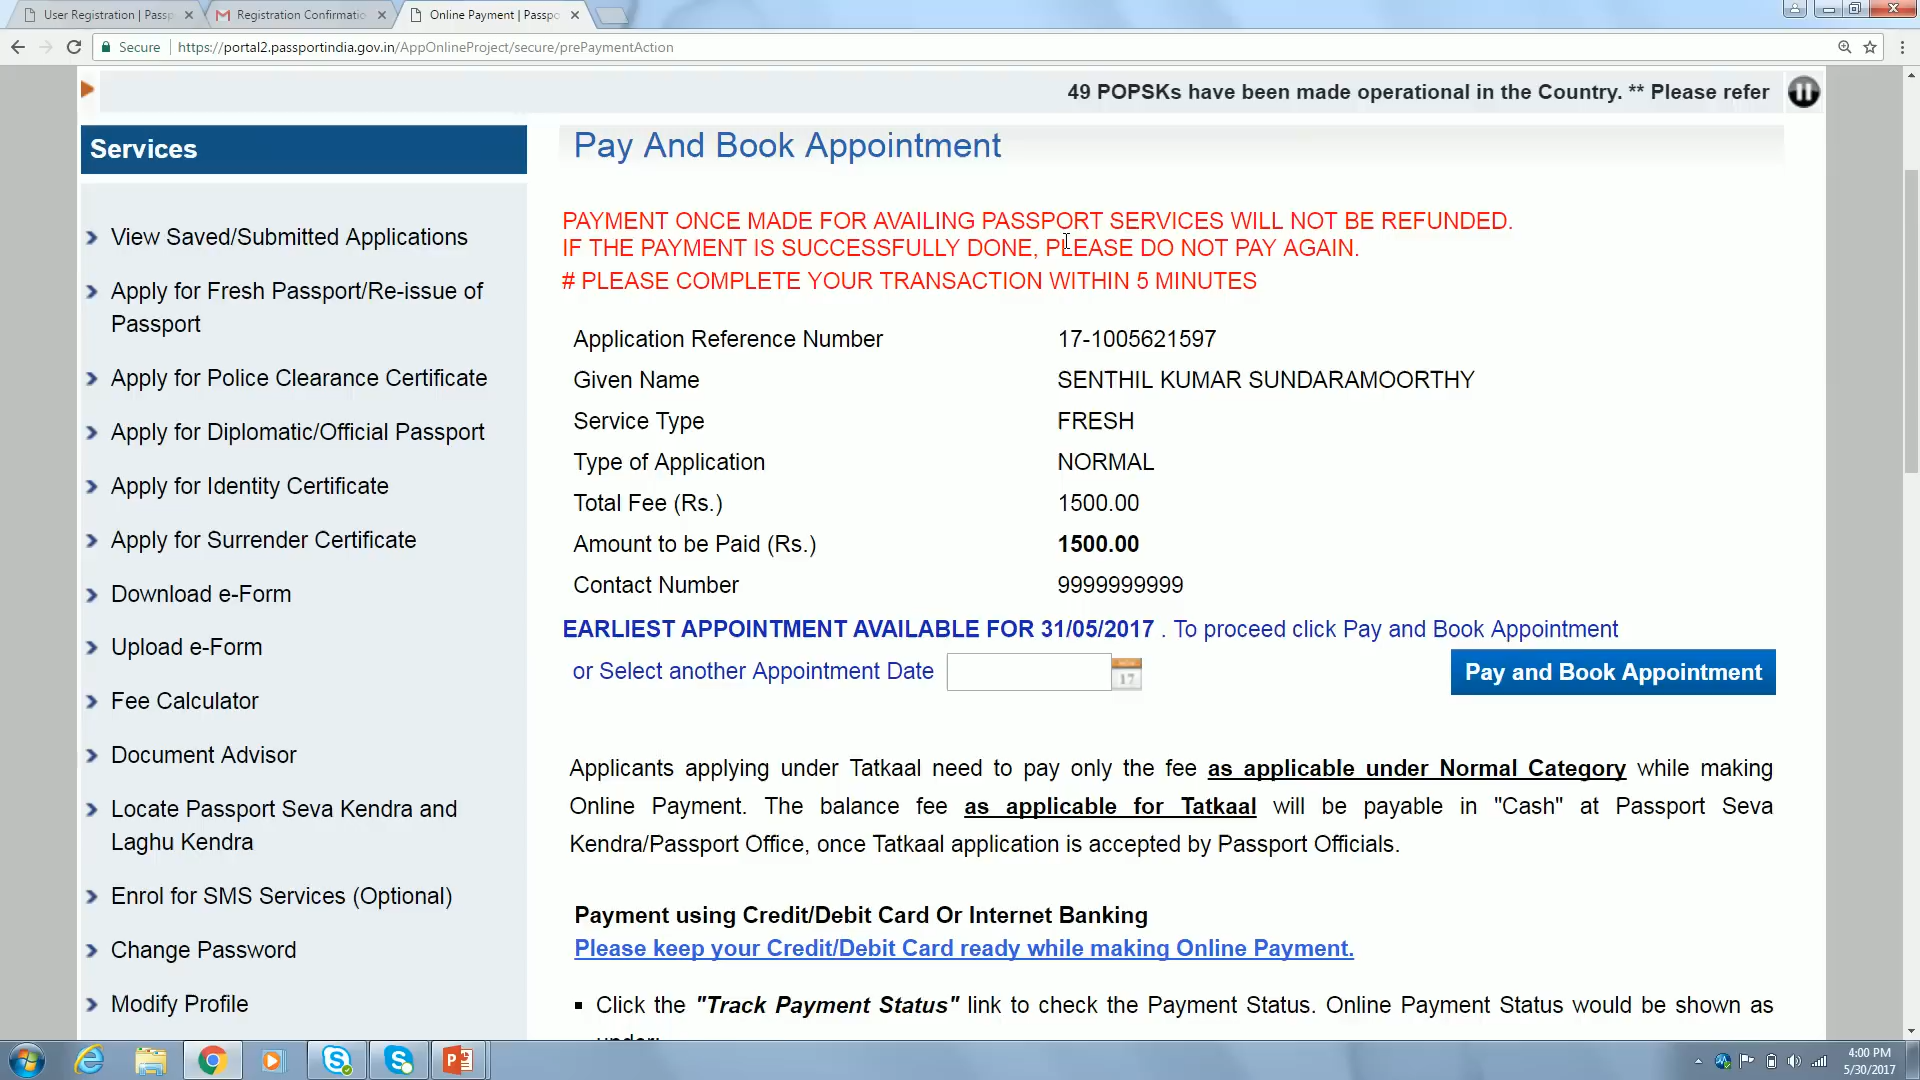 User Registration | Passp
Registration Confirmatio
Online Payment | Passpo
Secure
https://portal2.passportindia.gov.in/AppOnlineProject/secure/prePaymentAction
49 POPSKs have been made operational in the Country. ** Please refer
Services
View Saved/Submitted Applications
Apply for Fresh Passport/Re-issue of
Passport
Apply for Police Clearance Certificate
Apply for Diplomatic/Official Passport
Apply for Identity Certificate
Apply for Surrender Certificate
Download e-Form
Upload e-Form
Fee Calculator
Document Advisor
Locate Passport Seva Kendra and
Laghu Kendra
Enrol for SMS Services (Optional)
Change Password
Modify Profile
Pay And Book Appointment
PAYMENT ONCE MADE FOR AVAILING PASSPORT SERVICES WILL NOT BE REFUNDED.
IF THE PAYMENT IS SUCCESSFULLY DONE, PLEASE DO NOT PAY AGAIN.
# PLEASE COMPLETE YOUR TRANSACTION WITHIN 5 MINUTES
Application Reference Number 17-1005621597
Given Name SENTHIL KUMAR SUNDARAMOORTHY
Service Type FRESH
Type of Application NORMAL
Total Fee (Rs.) 1500.00
Amount to be Paid (Rs.) 1500.00
Contact Number 9999999999
EARLIEST APPOINTMENT AVAILABLE FOR 31/05/2017 . To proceed click Pay and Book Appointment
or Select another Appointment Date
17
Pay and Book Appointment
Applicants applying under Tatkaal need to pay only the fee as applicable under Normal Category while making
Online Payment. The balance fee as applicable for Tatkaal will be payable in "Cash" at Passport Seva
Kendra/Passport Office, once Tatkaal application is accepted by Passport Officials.
Payment using Credit/Debit Card Or Internet Banking
Please keep your Credit/Debit Card ready while making Online Payment.
Click the "Track Payment Status" link to check the Payment Status. Online Payment Status would be shown as
under:
4:00 PM
5/30/2017